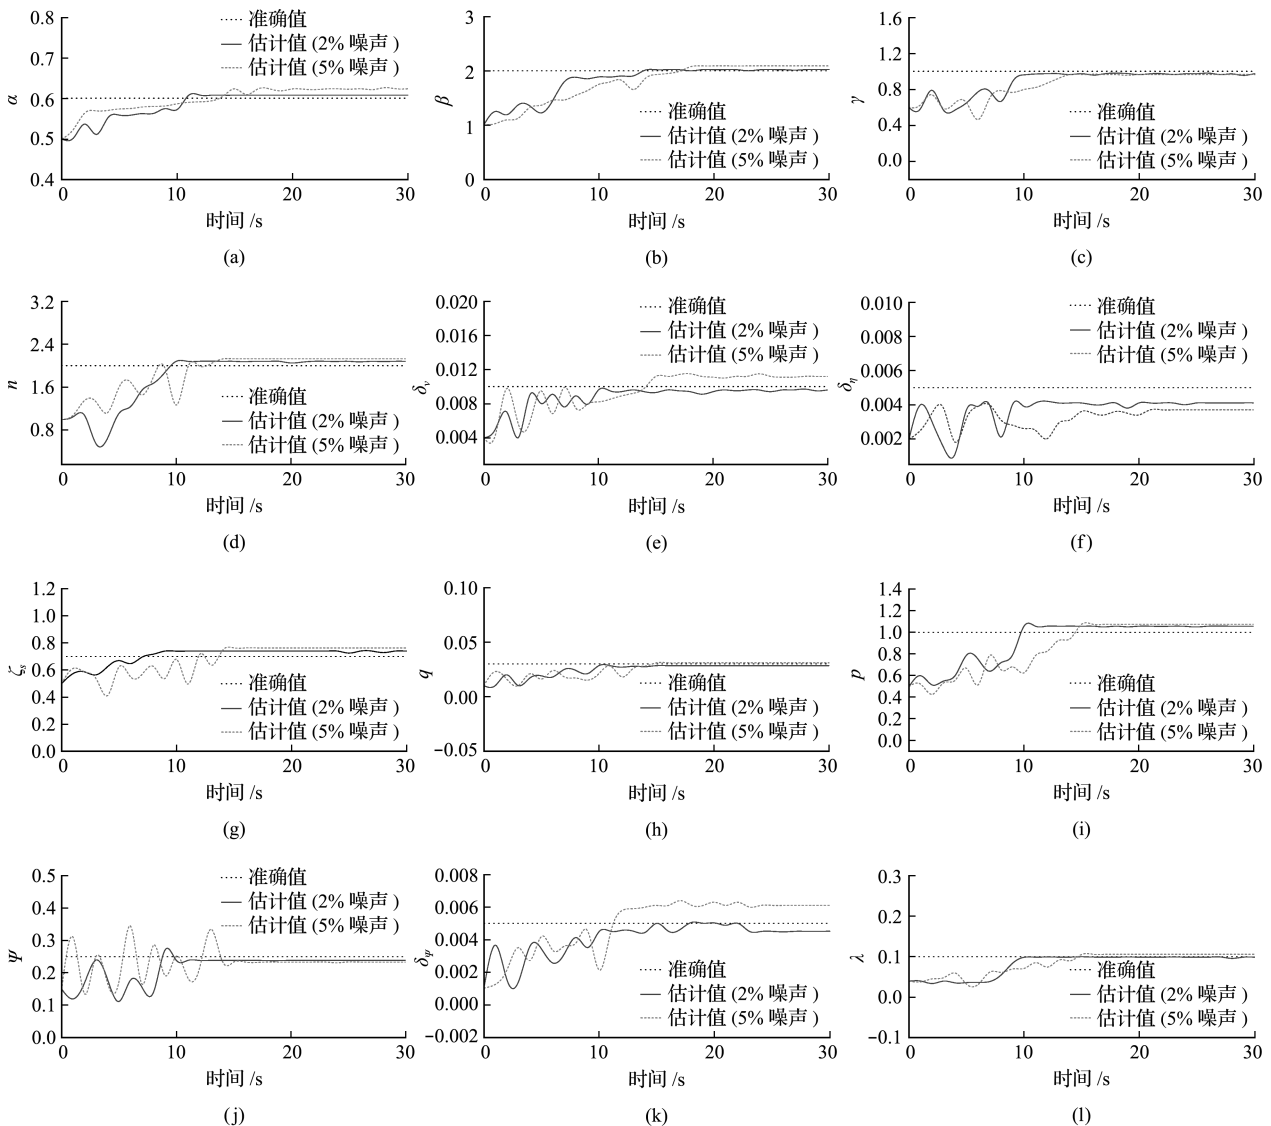 0.8
0.7
0.6
0.5
0.4
α
准确值
估计值 (2% 噪声)
估计值 (5% 噪声)
0 10 20 30
时间 /s
(a)
3
2
1
0
β
准确值
估计值 (2% 噪声)
估计值 (5% 噪声)
0 10 20 30
时间 /s
(b)
1.6
1.2
0.8
0.4
0.0
γ
准确值
估计值 (2% 噪声)
估计值 (5% 噪声)
0 10 20 30
时间 /s
(c)
3.2
2.4
1.6
0.8
n
准确值
估计值 (2% 噪声)
估计值 (5% 噪声)
0 10 20 30
时间 /s
(d)
0.020
0.016
0.012
0.008
0.004
δᵥ
准确值
估计值 (2% 噪声)
估计值 (5% 噪声)
0 10 20 30
时间 /s
(e)
0.010
0.008
0.006
0.004
0.002
δη
准确值
估计值 (2% 噪声)
估计值 (5% 噪声)
0 10 20 30
时间 /s
(f)
1.2
1.0
0.8
0.6
0.4
0.2
0.0
ζs
准确值
估计值 (2% 噪声)
估计值 (5% 噪声)
0 10 20 30
时间 /s
(g)
0.10
0.05
0.00
−0.05
q
准确值
估计值 (2% 噪声)
估计值 (5% 噪声)
0 10 20 30
时间 /s
(h)
1.4
1.2
1.0
0.8
0.6
0.4
0.2
0.0
p
准确值
估计值 (2% 噪声)
估计值 (5% 噪声)
0 10 20 30
时间 /s
(i)
0.5
0.4
0.3
0.2
0.1
0.0
Ψ
准确值
估计值 (2% 噪声)
估计值 (5% 噪声)
0 10 20 30
时间 /s
(j)
0.008
0.006
0.004
0.002
0.000
−0.002
δΨ
准确值
估计值 (2% 噪声)
估计值 (5% 噪声)
0 10 20 30
时间 /s
(k)
0.3
0.2
0.1
0.0
−0.1
λ
准确值
估计值 (2% 噪声)
估计值 (5% 噪声)
0 10 20 30
时间 /s
(l)